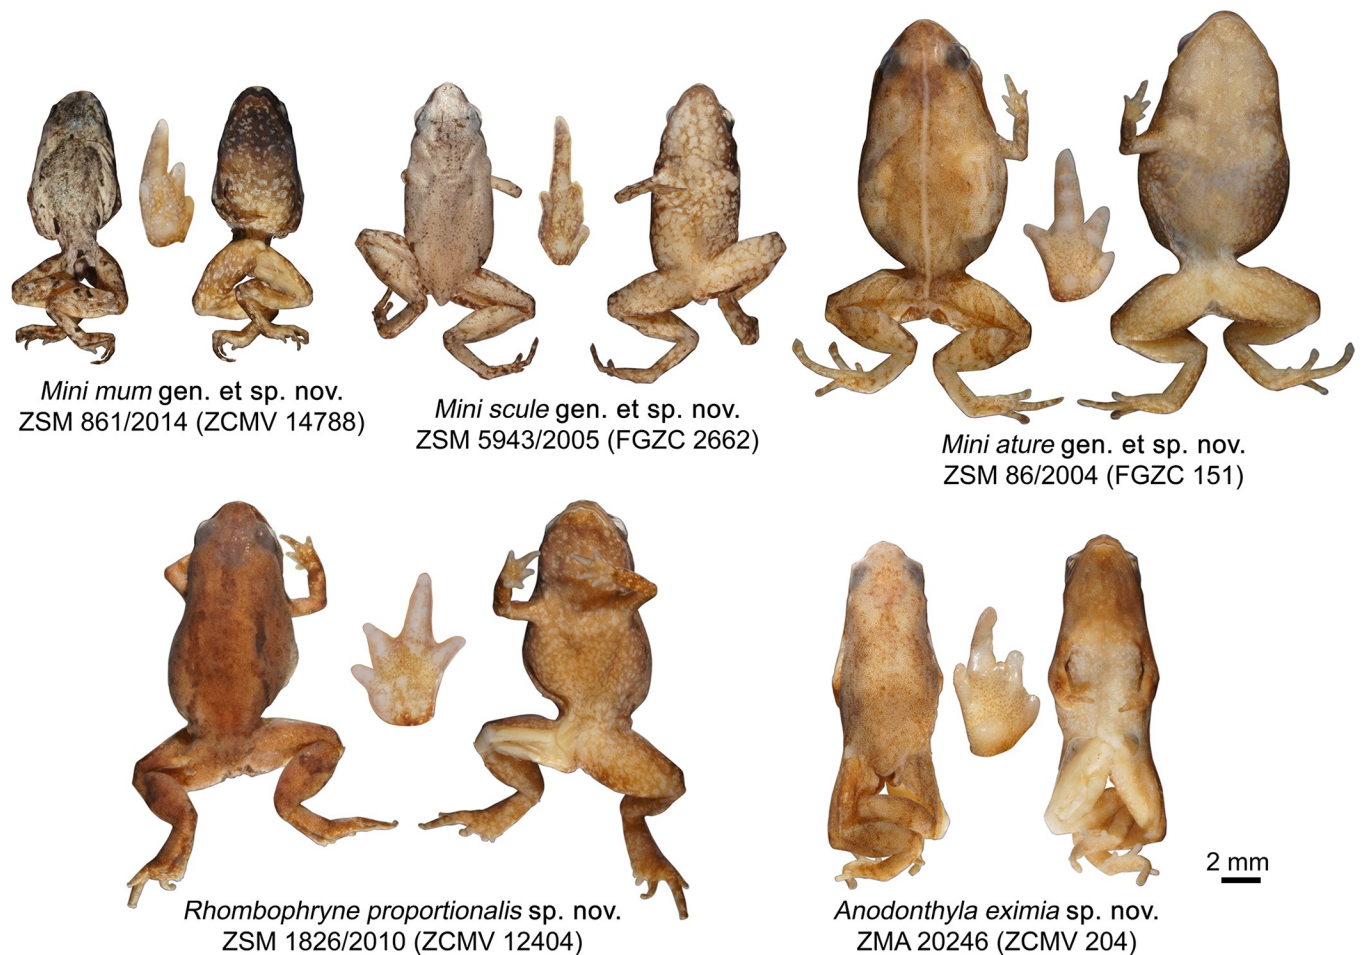 Mini mum gen. et sp. nov.
ZSM 861/2014 (ZCMV 14788)
Mini scule gen. et sp. nov.
ZSM 5943/2005 (FGZC 2662)
Mini ature gen. et sp. nov.
ZSM 86/2004 (FGZC 151)
Rhombophryne proportionalis sp. nov.
ZSM 1826/2010 (ZCMV 12404)
Anodonthyla eximia sp. nov.
ZMA 20246 (ZCMV 204)
2 mm